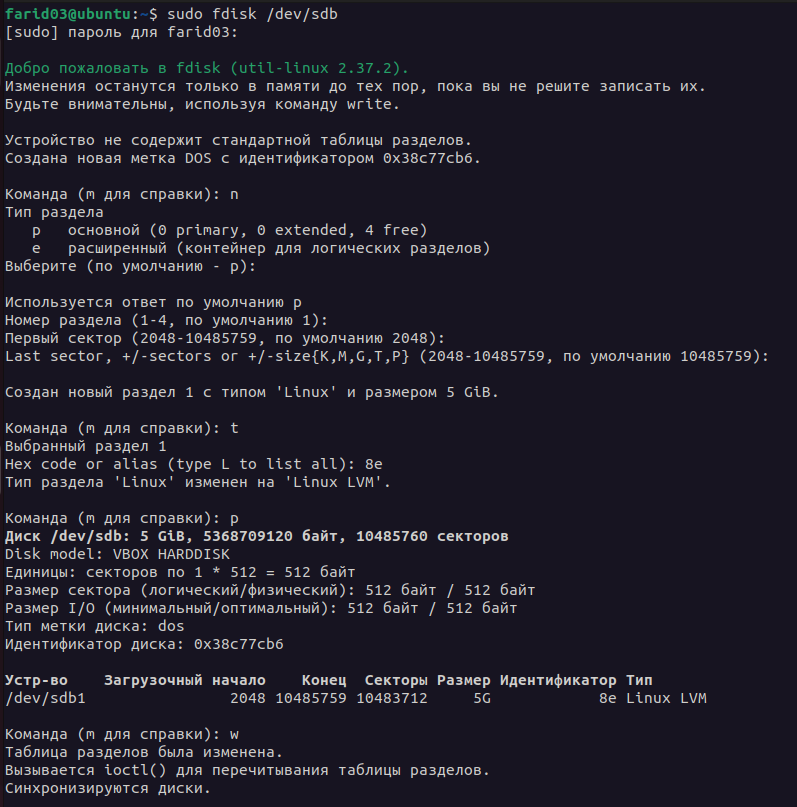 farid03@ubuntu:~$ sudo fdisk /dev/sdb
[sudo] пароль для farid03:
Добро пожаловать в fdisk (util-linux 2.37.2).
Изменения останутся только в памяти до тех пор, пока вы не решите записать их.
Будьте внимательны, используя команду write.
Устройство не содержит стандартной таблицы разделов.
Создана новая метка DOS с идентификатором 0x38c77cb6.
Команда (m для справки): n
Тип раздела
   p   основной (0 primary, 0 extended, 4 free)
   e   расширенный (контейнер для логических разделов)
Выберите (по умолчанию - p):
Используется ответ по умолчанию p
Номер раздела (1-4, по умолчанию 1):
Первый сектор (2048-10485759, по умолчанию 2048):
Last sector, +/-sectors or +/-size{K,M,G,T,P} (2048-10485759, по умолчанию 10485759):
Создан новый раздел 1 с типом 'Linux' и размером 5 GiB.
Команда (m для справки): t
Выбранный раздел 1
Hex code or alias (type L to list all): 8e
Тип раздела 'Linux' изменен на 'Linux LVM'.
Команда (m для справки): p
Диск /dev/sdb: 5 GiB, 5368709120 байт, 10485760 секторов
Disk model: VBOX HARDDISK
Единицы: секторов по 1 * 512 = 512 байт
Размер сектора (логический/физический): 512 байт / 512 байт
Размер I/O (минимальный/оптимальный): 512 байт / 512 байт
Тип метки диска: dos
Идентификатор диска: 0x38c77cb6
Устр-во    Загрузочный начало    Конец  Секторы Размер Идентификатор Тип
/dev/sdb1                2048 10485759 10483712     5G            8e Linux LVM
Команда (m для справки): w
Таблица разделов была изменена.
Вызывается ioctl() для перечитывания таблицы разделов.
Синхронизируются диски.